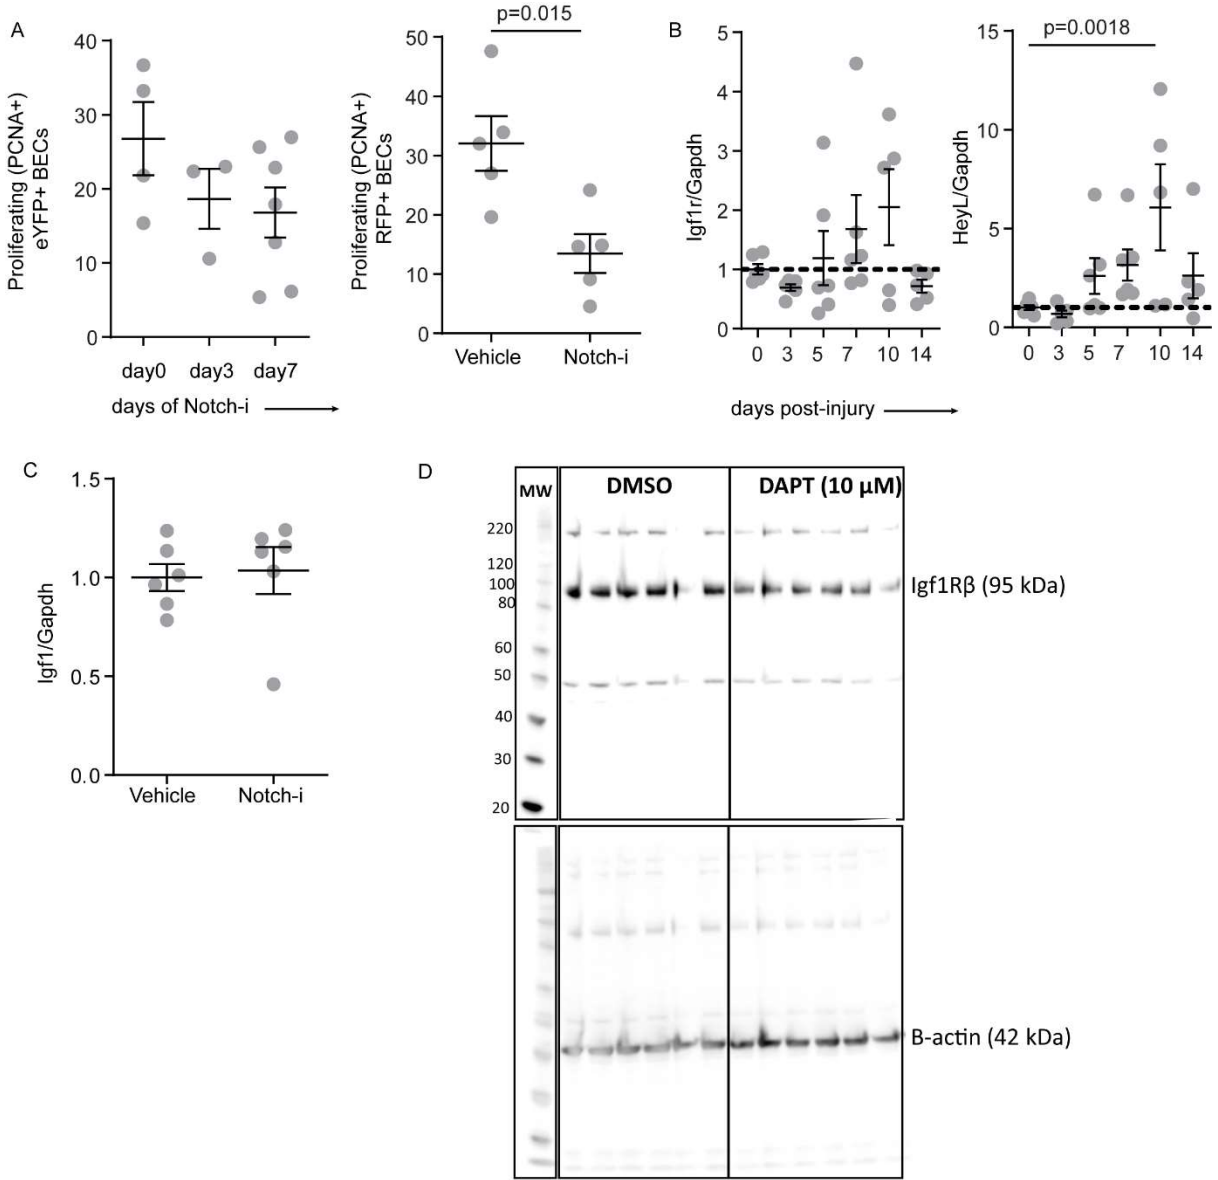 A
Proliferating (PCNA+)
eYFP+ BECs
40
30
20
10
0
day0 day3 day7
days of Notch-i
Proliferating (PCNA+)
RFP+ BECs
p=0.015
50
40
30
20
10
0
Vehicle Notch-i
B
Igf1r/Gapdh
5
4
3
2
1
0
0 3 5 7 10 14
days post-injury
HeyL/Gapdh
p=0.0018
15
10
5
0
0 3 5 7 10 14
C
Igf1/Gapdh
1.5
1.0
0.5
0.0
Vehicle Notch-i
D
MW DMSO DAPT (10 µM)
220
120
100
80
60
50
40
30
20
Igf1Rβ (95 kDa)
B-actin (42 kDa)